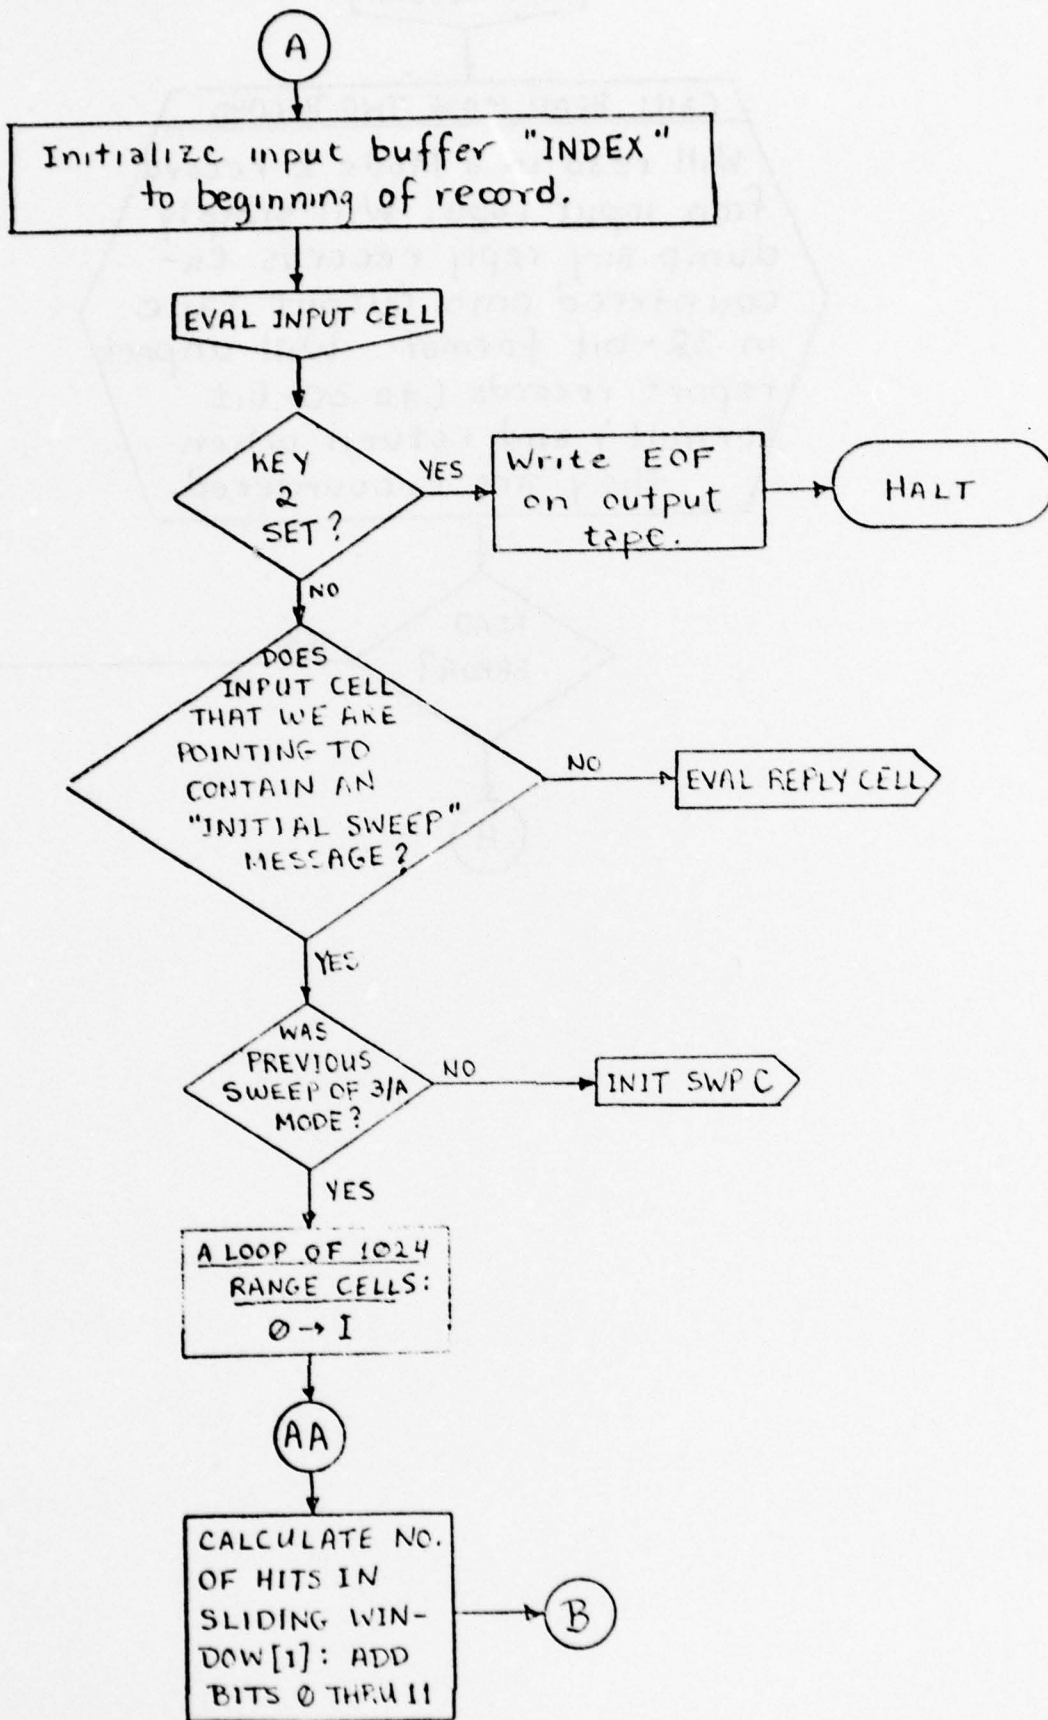 A
Initialize input buffer "INDEX"
to beginning of record.
EVAL INPUT CELL
KEY
2
SET?
YES
Write EOF
on output
tape.
HALT
NO
DOES
INPUT CELL
THAT WE ARE
POINTING TO
CONTAIN AN
"INITIAL SWEEP"
MESSAGE?
NO
EVAL REPLY CELL
YES
WAS
PREVIOUS
SWEEP OF 3/A
MODE?
NO
INIT SWP C
YES
A LOOP OF 1024
RANGE CELLS:
0 → I
AA
CALCULATE NO.
OF HITS IN
SLIDING WIN-
DOW[1]: ADD
BITS 0 THRU 11
B